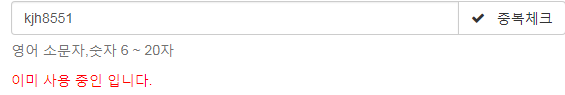 kjh8551 중복체크
영어 소문자,숫자 6 ~ 20자
이미 사용 중인 입니다.